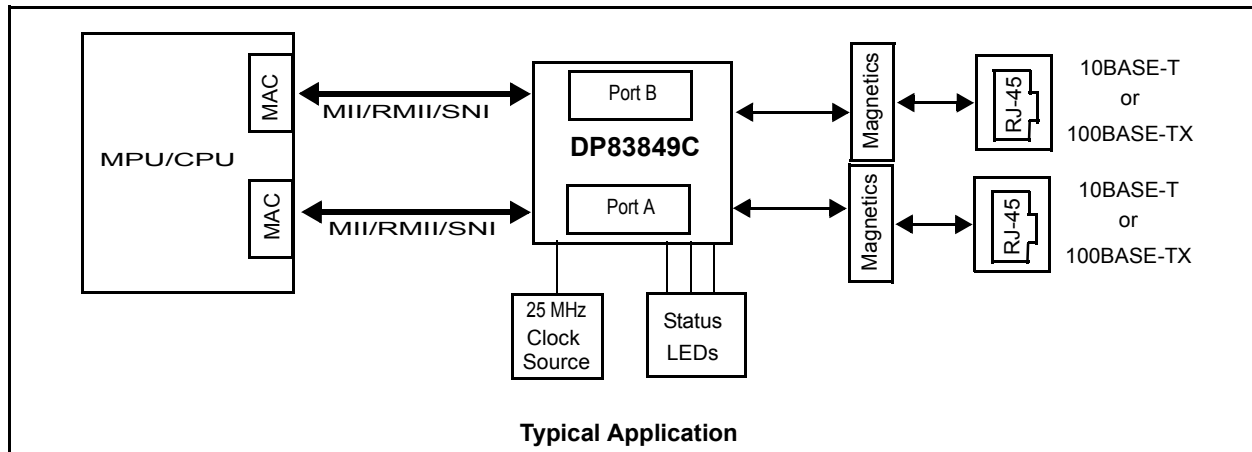 MPU/CPU
MAC
MAC
MII/RMII/SNI
MII/RMII/SNI
Port B
DP83849C
Port A
25 MHz
Clock
Source
Status
LEDs
Magnetics
Magnetics
RJ-45
RJ-45
10BASE-T
or
100BASE-TX
10BASE-T
or
100BASE-TX
Typical Application